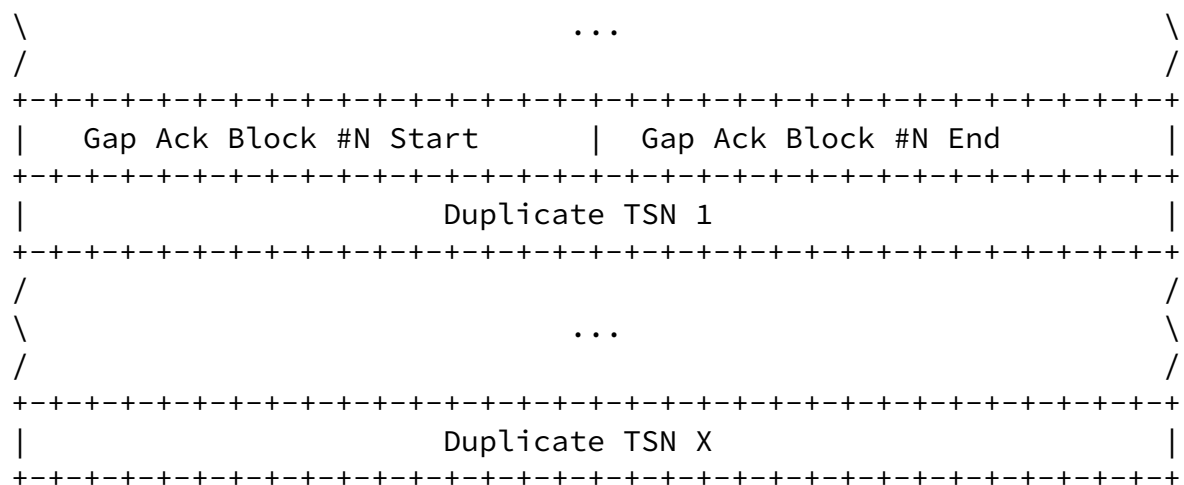 \                               ...                             \
/                                                               /
+-+-+-+-+-+-+-+-+-+-+-+-+-+-+-+-+-+-+-+-+-+-+-+-+-+-+-+-+-+-+-+-+
|   Gap Ack Block #N Start      |  Gap Ack Block #N End         |
+-+-+-+-+-+-+-+-+-+-+-+-+-+-+-+-+-+-+-+-+-+-+-+-+-+-+-+-+-+-+-+-+
|                       Duplicate TSN 1                         |
+-+-+-+-+-+-+-+-+-+-+-+-+-+-+-+-+-+-+-+-+-+-+-+-+-+-+-+-+-+-+-+-+
/                                                               /
\                               ...                             \
/                                                               /
+-+-+-+-+-+-+-+-+-+-+-+-+-+-+-+-+-+-+-+-+-+-+-+-+-+-+-+-+-+-+-+-+
|                       Duplicate TSN X                         |
+-+-+-+-+-+-+-+-+-+-+-+-+-+-+-+-+-+-+-+-+-+-+-+-+-+-+-+-+-+-+-+-+